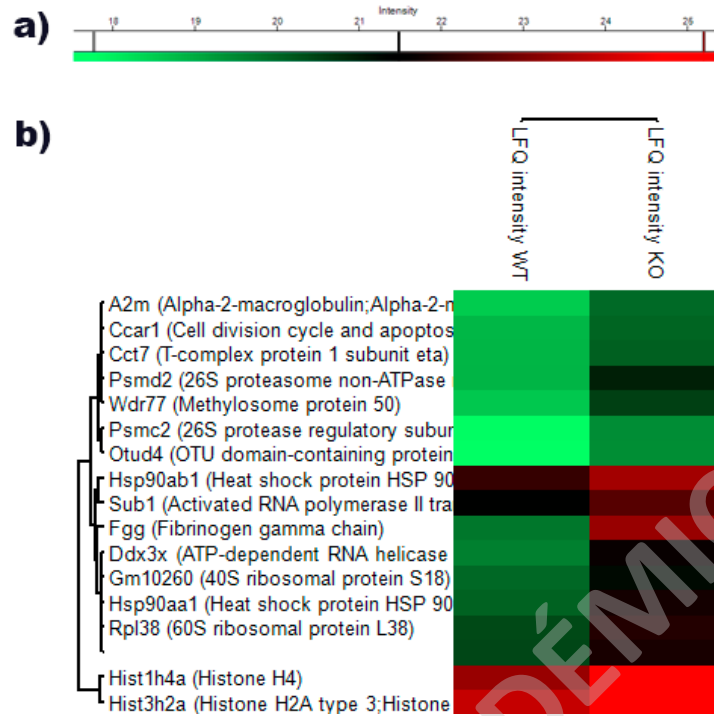 a)
Intensity
18 19 20 21 22 23 24 25
b)
LFQ intensity WT
LFQ intensity KO
A2m (Alpha-2-macroglobulin;Alpha-2-n
Ccar1 (Cell division cycle and apoptos
Cct7 (T-complex protein 1 subunit eta)
Psmd2 (26S proteasome non-ATPase
Wdr77 (Methylosome protein 50)
Psmc2 (26S protease regulatory subur
Otud4 (OTU domain-containing protein
Hsp90ab1 (Heat shock protein HSP 90
Sub1 (Activated RNA polymerase II tra
Fgg (Fibrinogen gamma chain)
Ddx3x (ATP-dependent RNA helicase
Gm10260 (40S ribosomal protein S18)
Hsp90aa1 (Heat shock protein HSP 90
Rpl38 (60S ribosomal protein L38)
Hist1h4a (Histone H4)
Hist3h2a (Histone H2A type 3;Histone
DÉMIC